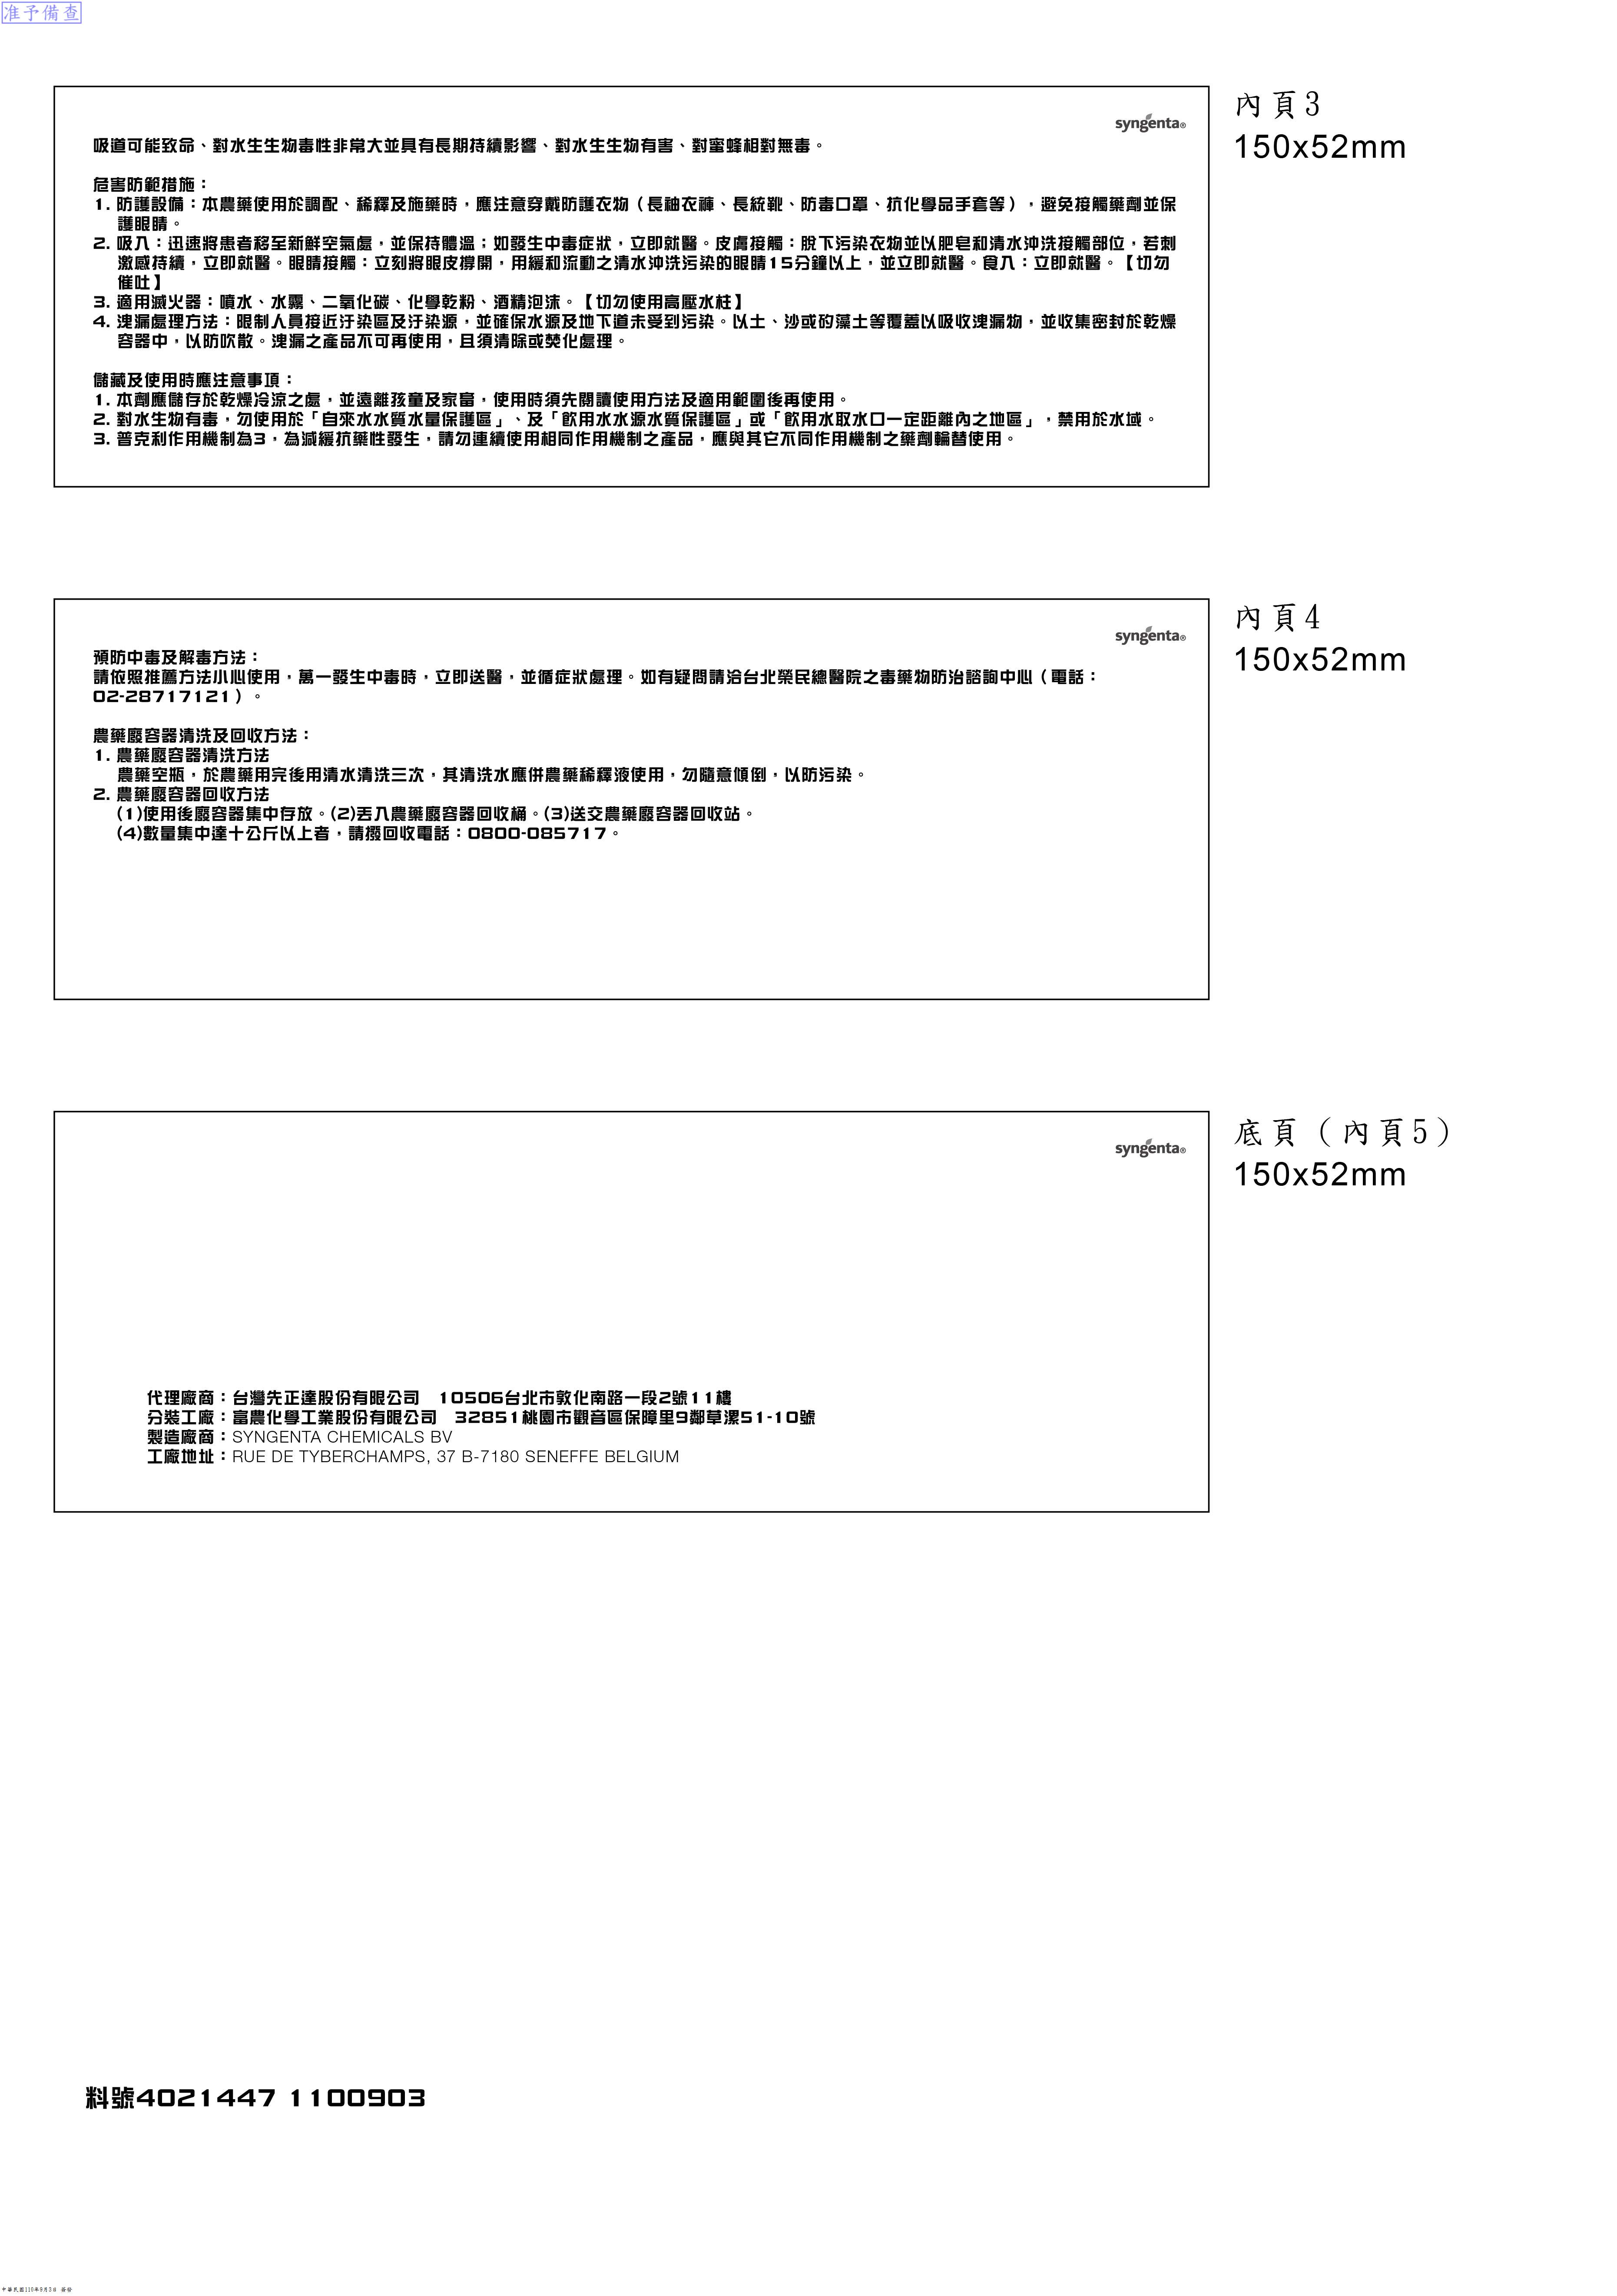 准予備查
內頁3
150x52mm
syngenta®
吸道可能致命、對水生生物毒性非常大並具有長期持續影響、對水生生物有害、對蜜蜂相對無毒。
危害防範措施：
1. 防護設備：本農藥使用於調配、稀釋及施藥時，應注意穿戴防護衣物（長袖衣褲、長統靴、防毒口罩、抗化學品手套等），避免接觸藥劑並保
護眼睛。
2. 吸入：迅速將患者移至新鮮空氣處，並保持體溫；如發生中毒症狀，立即就醫。皮膚接觸：脫下污染衣物並以肥皂和清水沖洗接觸部位，若刺
激感持續，立即就醫。眼睛接觸：立刻將眼皮撐開，用緩和流動之清水沖洗污染的眼睛15分鐘以上，並立即就醫。食入：立即就醫。【切勿
催吐】
3. 適用滅火器：噴水、水霧、二氧化碳、化學乾粉、酒精泡沫。【切勿使用高壓水柱】
4. 洩漏處理方法：限制人員接近汙染區及汙染源，並確保水源及地下道未受到污染。以土、沙或矽藻土等覆蓋以吸收洩漏物，並收集密封於乾燥
容器中，以防吹散。洩漏之產品不可再使用，且須清除或焚化處理。
儲藏及使用時應注意事項：
1. 本劑應儲存於乾燥冷涼之處，並遠離孩童及家畜，使用時須先閱讀使用方法及適用範圍後再使用。
2. 對水生物有毒，勿使用於「自來水水質水量保護區」、及「飲用水水源水質保護區」或「飲用水取水口一定距離內之地區」，禁用於水域。
3. 普克利作用機制為3，為減緩抗藥性發生，請勿連續使用相同作用機制之產品，應與其它不同作用機制之藥劑輪替使用。
內頁4
150x52mm
syngenta®
預防中毒及解毒方法：
請依照推薦方法小心使用，萬一發生中毒時，立即送醫，並循症狀處理。如有疑問請洽台北榮民總醫院之毒藥物防治諮詢中心（電話：
02-28717121）。
農藥廢容器清洗及回收方法：
1. 農藥廢容器清洗方法
農藥空瓶，於農藥用完後用清水清洗三次，其清洗水應併農藥稀釋液使用，勿隨意傾倒，以防污染。
2. 農藥廢容器回收方法
(1)使用後廢容器集中存放。(2)丟入農藥廢容器回收桶。(3)送交農藥廢容器回收站。
(4)數量集中達十公斤以上者，請撥回收電話：0800-085717。
底頁（內頁5）
150x52mm
syngenta®
代理廠商：台灣先正達股份有限公司　10506台北市敦化南路一段2號11樓
分裝工廠：富農化學工業股份有限公司　32851桃園市觀音區保障里9鄰草漯51-10號
製造廠商：SYNGENTA CHEMICALS BV
工廠地址：RUE DE TYBERCHAMPS, 37 B-7180 SENEFFE BELGIUM
料號4021447 1100903
中華民國110年9月3日